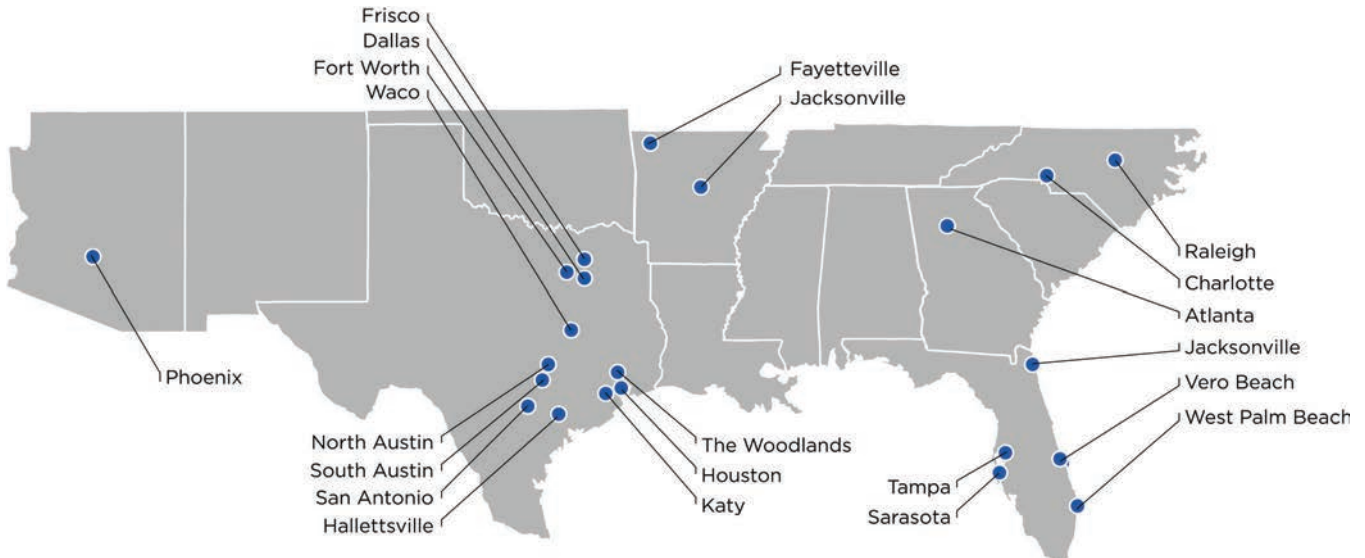 Frisco
Dallas
Fort Worth
Waco
Fayetteville
Jacksonville
Raleigh
Charlotte
Atlanta
Jacksonville
Vero Beach
West Palm Beach
Phoenix
North Austin
South Austin
San Antonio
Hallettsville
The Woodlands
Houston
Katy
Tampa
Sarasota